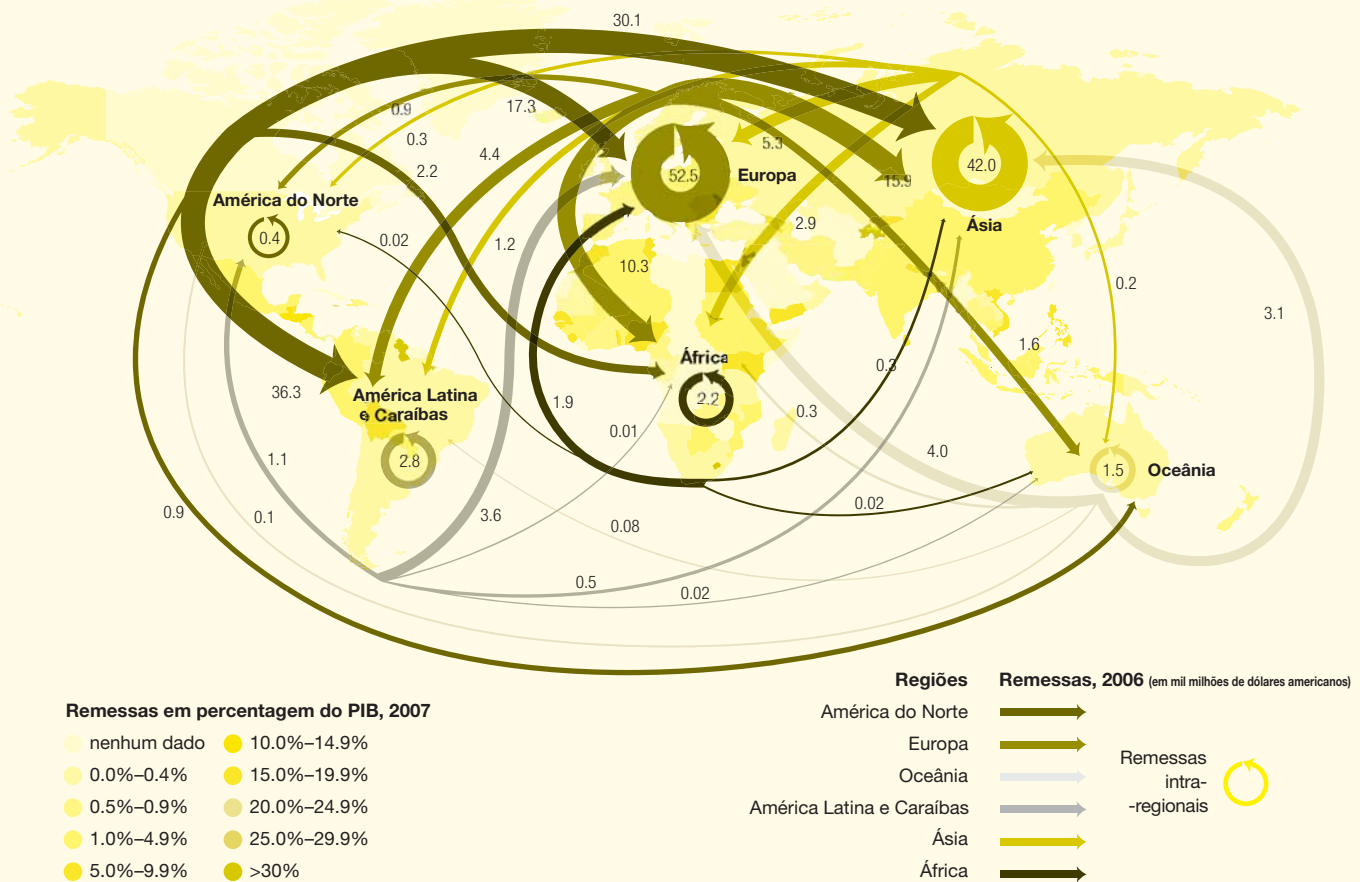 30.1
0.9
17.3
0.3
2.2
4.4
5.3
52.5
Europa
15.9
42.0
Ásia
América do Norte
0.4
0.02
1.2
2.9
10.3
0.2
3.1
1.6
África
2.2
0.3
36.3
América Latina
e Caraíbas
2.8
1.9
0.01
0.3
4.0
1.5
Oceânia
1.1
0.9
0.1
3.6
0.08
0.02
0.5
0.02
Remessas em percentagem do PIB, 2007
nenhum dado
0.0%–0.4%
0.5%–0.9%
1.0%–4.9%
5.0%–9.9%
10.0%–14.9%
15.0%–19.9%
20.0%–24.9%
25.0%–29.9%
>30%
Regiões
Remessas, 2006 (em mil milhões de dólares americanos)
América do Norte
Europa
Oceânia
América Latina e Caraíbas
Ásia
África
Remessas
intra-
-regionais